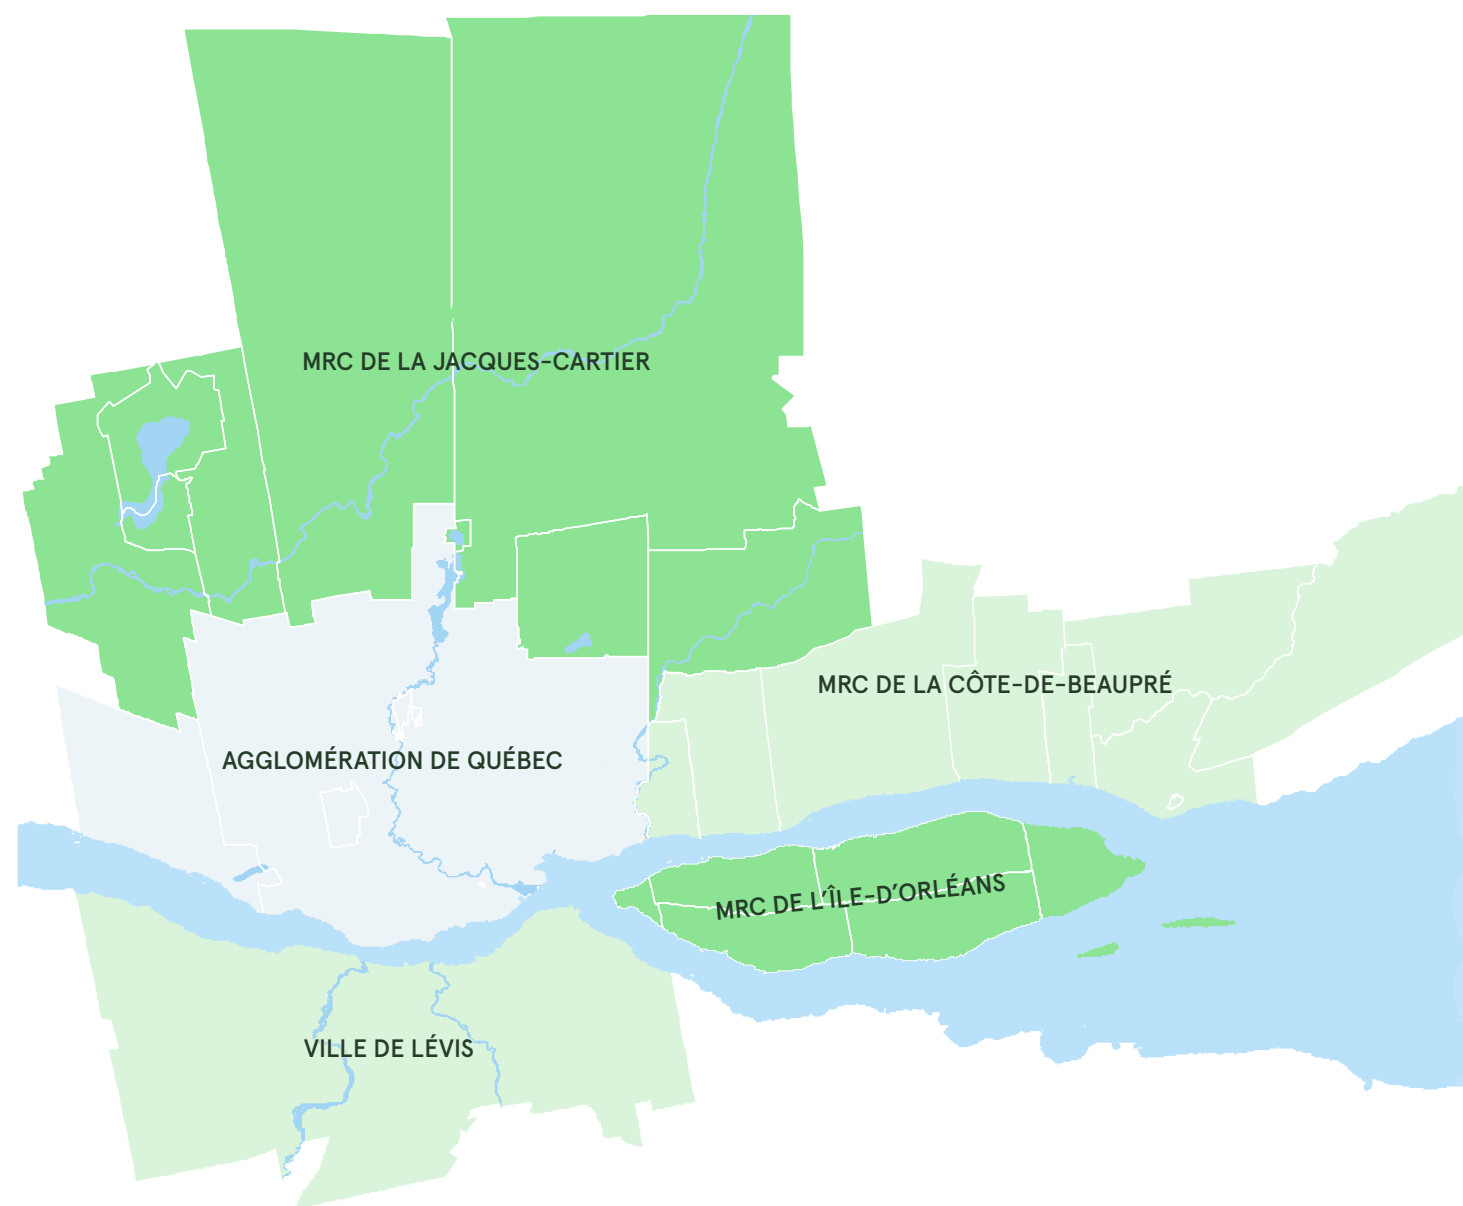 MRC DE LA JACQUES-CARTIER
MRC DE LA CÔTE-DE-BEAUPRÉ
AGGLOMÉRATION DE QUÉBEC
MRC DE L'ÎLE-D'ORLÉANS
VILLE DE LÉVIS